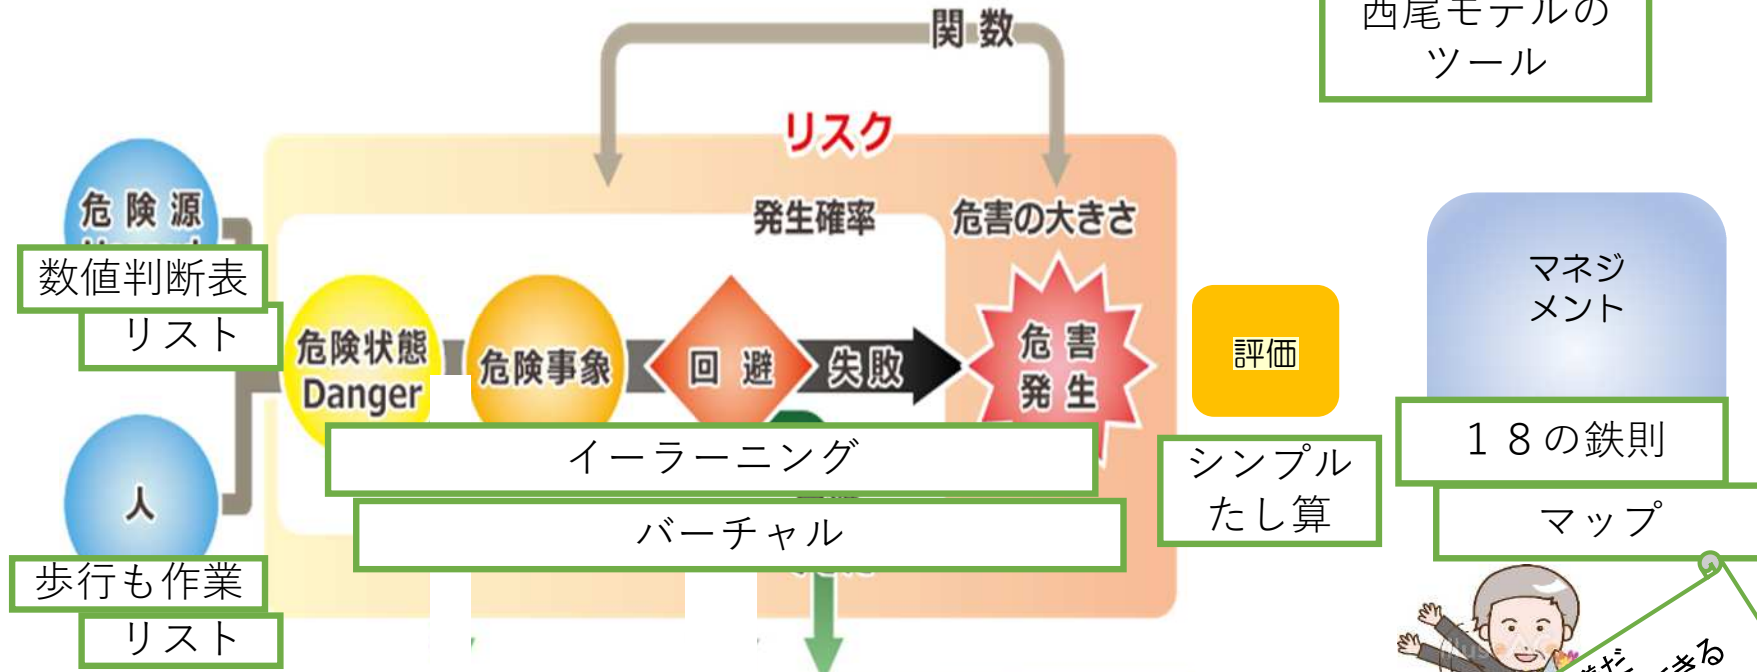 西尾モデルの
ツール
関数
リスク
発生確率
危害の大きさ
危険源
数値判断表
リスト
危険状態
Danger
危険事象
回避
失敗
危害
発生
評価
マネジ
メント
イーラーニング
バーチャル
シンプル
たし算
１８の鉄則
マップ
人
歩行も作業
リスト
きる